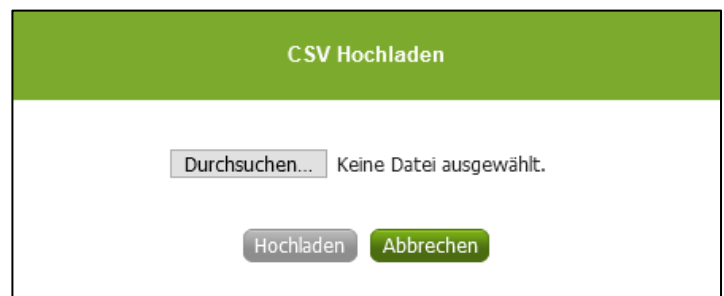 CSV Hochladen
Durchsuchen... Keine Datei ausgewählt.
Hochladen Abbrechen